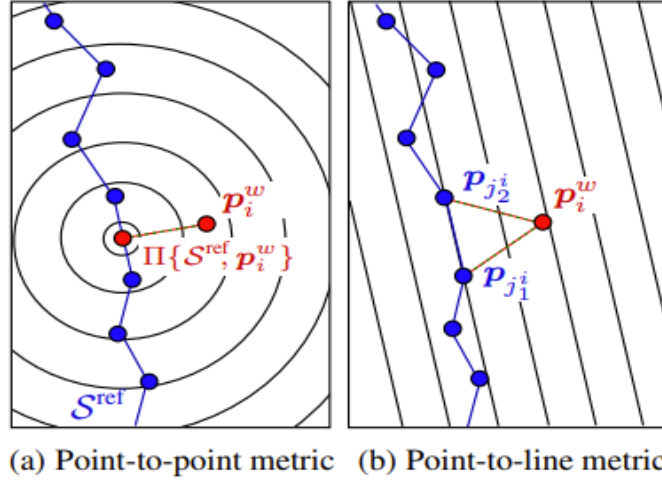 p_i^w
Π{S^ref, p_i^w}
S^ref
p_{j_2^i}
p_i^w
p_{j_1^i}
(a) Point-to-point metric (b) Point-to-line metric